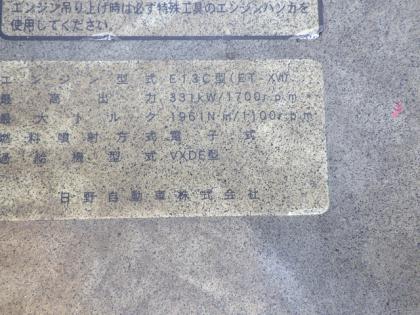 エンジン吊り上げ時は必ず特殊工具のエンジンハンガを
使用してください。
エンジン型式 E13C型(ET-XVI)
最高出力 331kW/1700r.p.m
最大トルク 1961N·m/1100r.p.m
燃料噴射方式 電子式
過給機型式 VXDE型
日野自動車株式会社